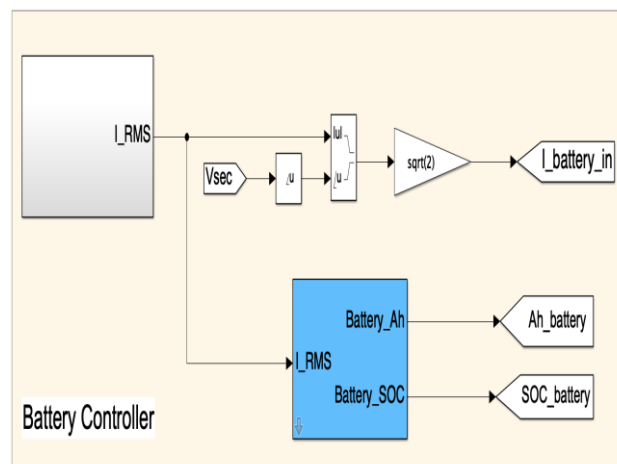 I_RMS
|u|
Vsec
∠u
∠u
sqrt(2)
I_battery_in
Battery_Ah
Ah_battery
I_RMS
Battery_SOC
SOC_battery
Battery Controller